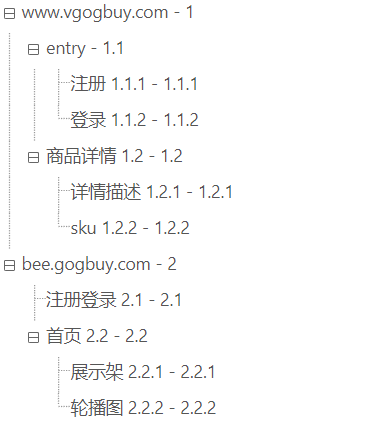 www.vgogbuy.com - 1
entry - 1.1
注册 1.1.1 - 1.1.1
登录 1.1.2 - 1.1.2
商品详情 1.2 - 1.2
详情描述 1.2.1 - 1.2.1
sku 1.2.2 - 1.2.2
bee.gogbuy.com - 2
注册登录 2.1 - 2.1
首页 2.2 - 2.2
展示架 2.2.1 - 2.2.1
轮播图 2.2.2 - 2.2.2